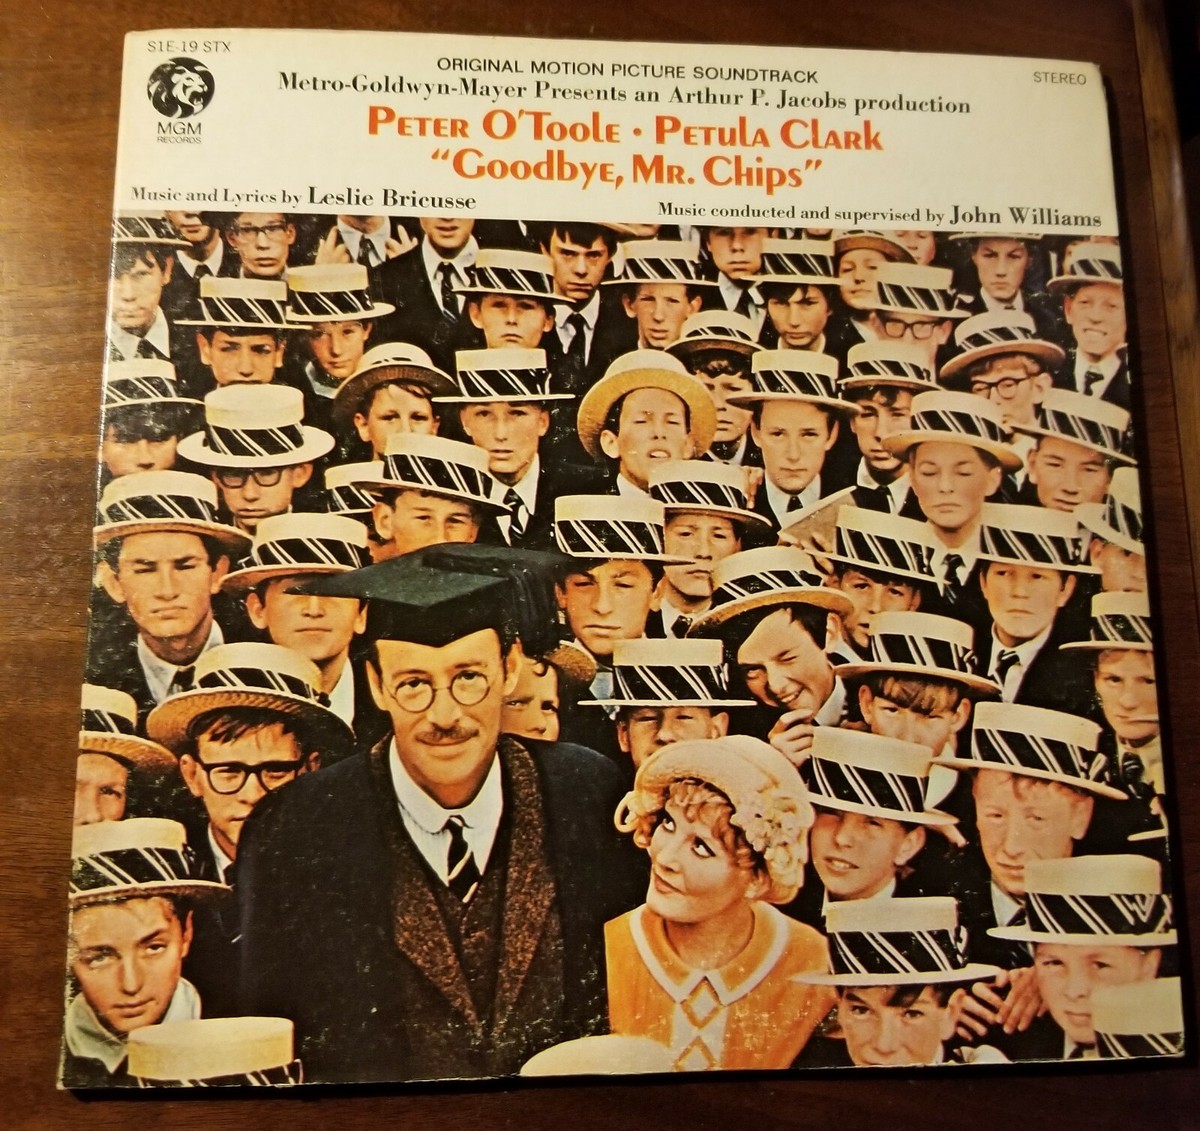 S1E-19 STX
MGM
RECORDS
ORIGINAL MOTION PICTURE SOUNDTRACK
STEREO
Metro-Goldwyn-Mayer Presents an Arthur P. Jacobs production
PETER O'TOOLE • PETULA CLARK
"GOODBYE, MR. CHIPS"
Music and Lyrics by Leslie Bricusse
Music conducted and supervised by John Williams